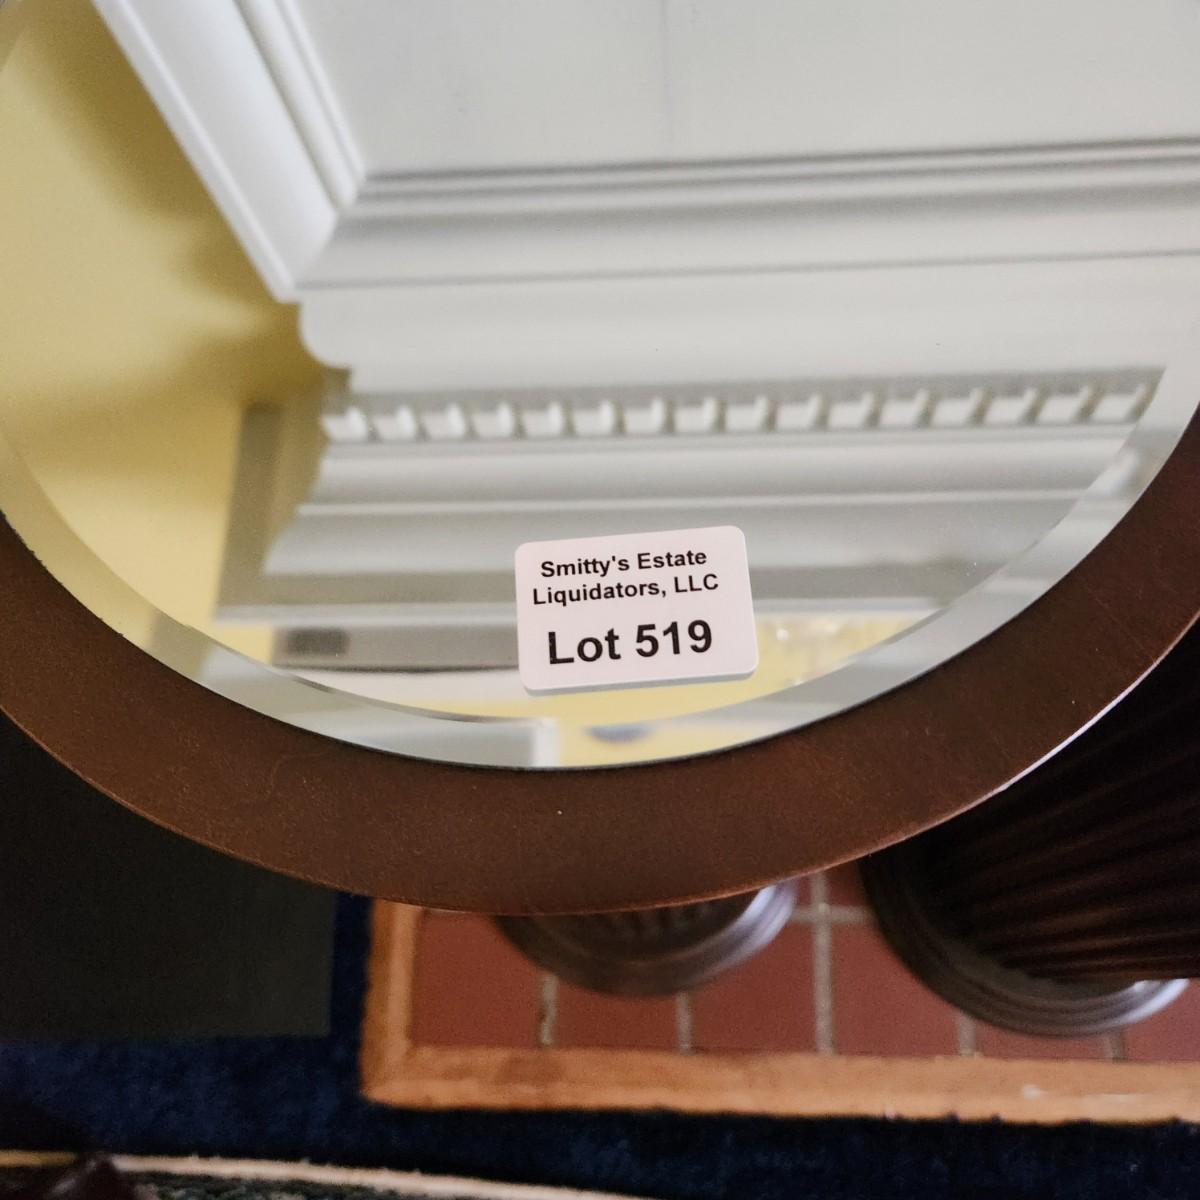 Smitty's Estate
Liquidators, LLC
Lot 519